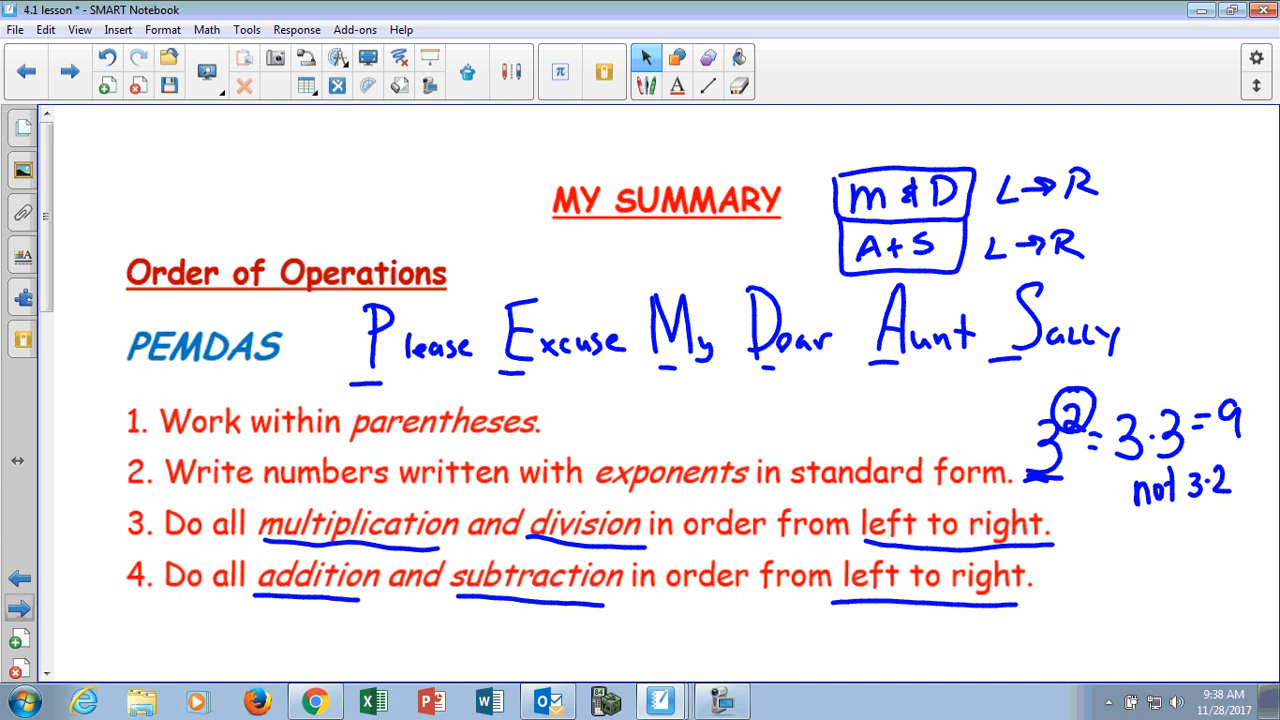 4.1 lesson * - SMART Notebook
File Edit View Insert Format Math Tools Response Add-ons Help
MY SUMMARY
M & D L → R
A + S L → R
Order of Operations
PEMDAS Please Excuse My Dear Aunt Sally
1. Work within parentheses.
3² = 3·3 = 9
2. Write numbers written with exponents in standard form.
not 3·2
3. Do all multiplication and division in order from left to right.
4. Do all addition and subtraction in order from left to right.
9:38 AM
11/28/2017